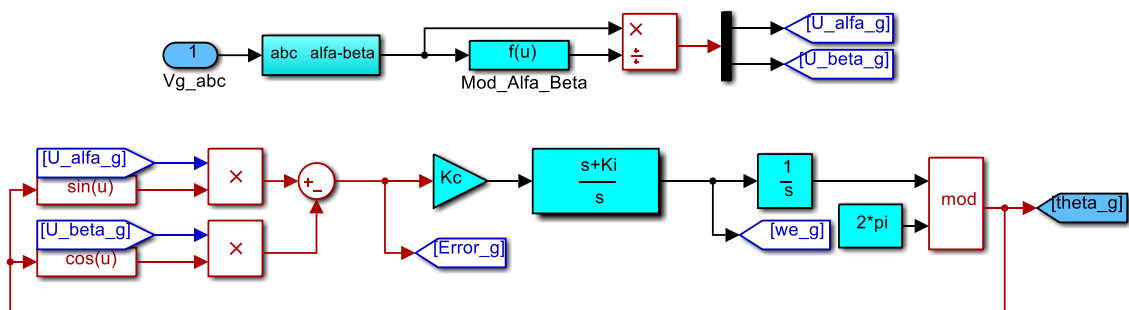 1
Vg_abc
abc alfa-beta
f(u)
Mod_Alfa_Beta
×
÷
[U_alfa_g]
[U_beta_g]
[U_alfa_g]
sin(u)
×
[U_beta_g]
cos(u)
×
+
−
Kc
[Error_g]
s+Ki
s
1
s
[we_g]
2*pi
mod
[theta_g]